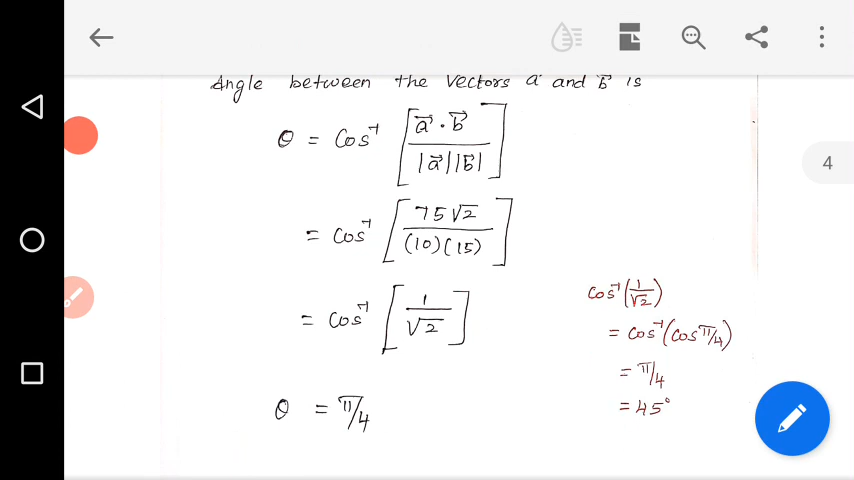 Angle between the vectors a⃗ and b⃗ is
θ = Cos⁻¹ [a⃗ · b⃗ / |a⃗| |b⃗|]
4
= Cos⁻¹ [75√2 / (10)(15)]
= Cos⁻¹ [1/√2]
θ = π/4
Cos⁻¹(1/√2)
= Cos⁻¹(Cos π/4)
= π/4
= 45°